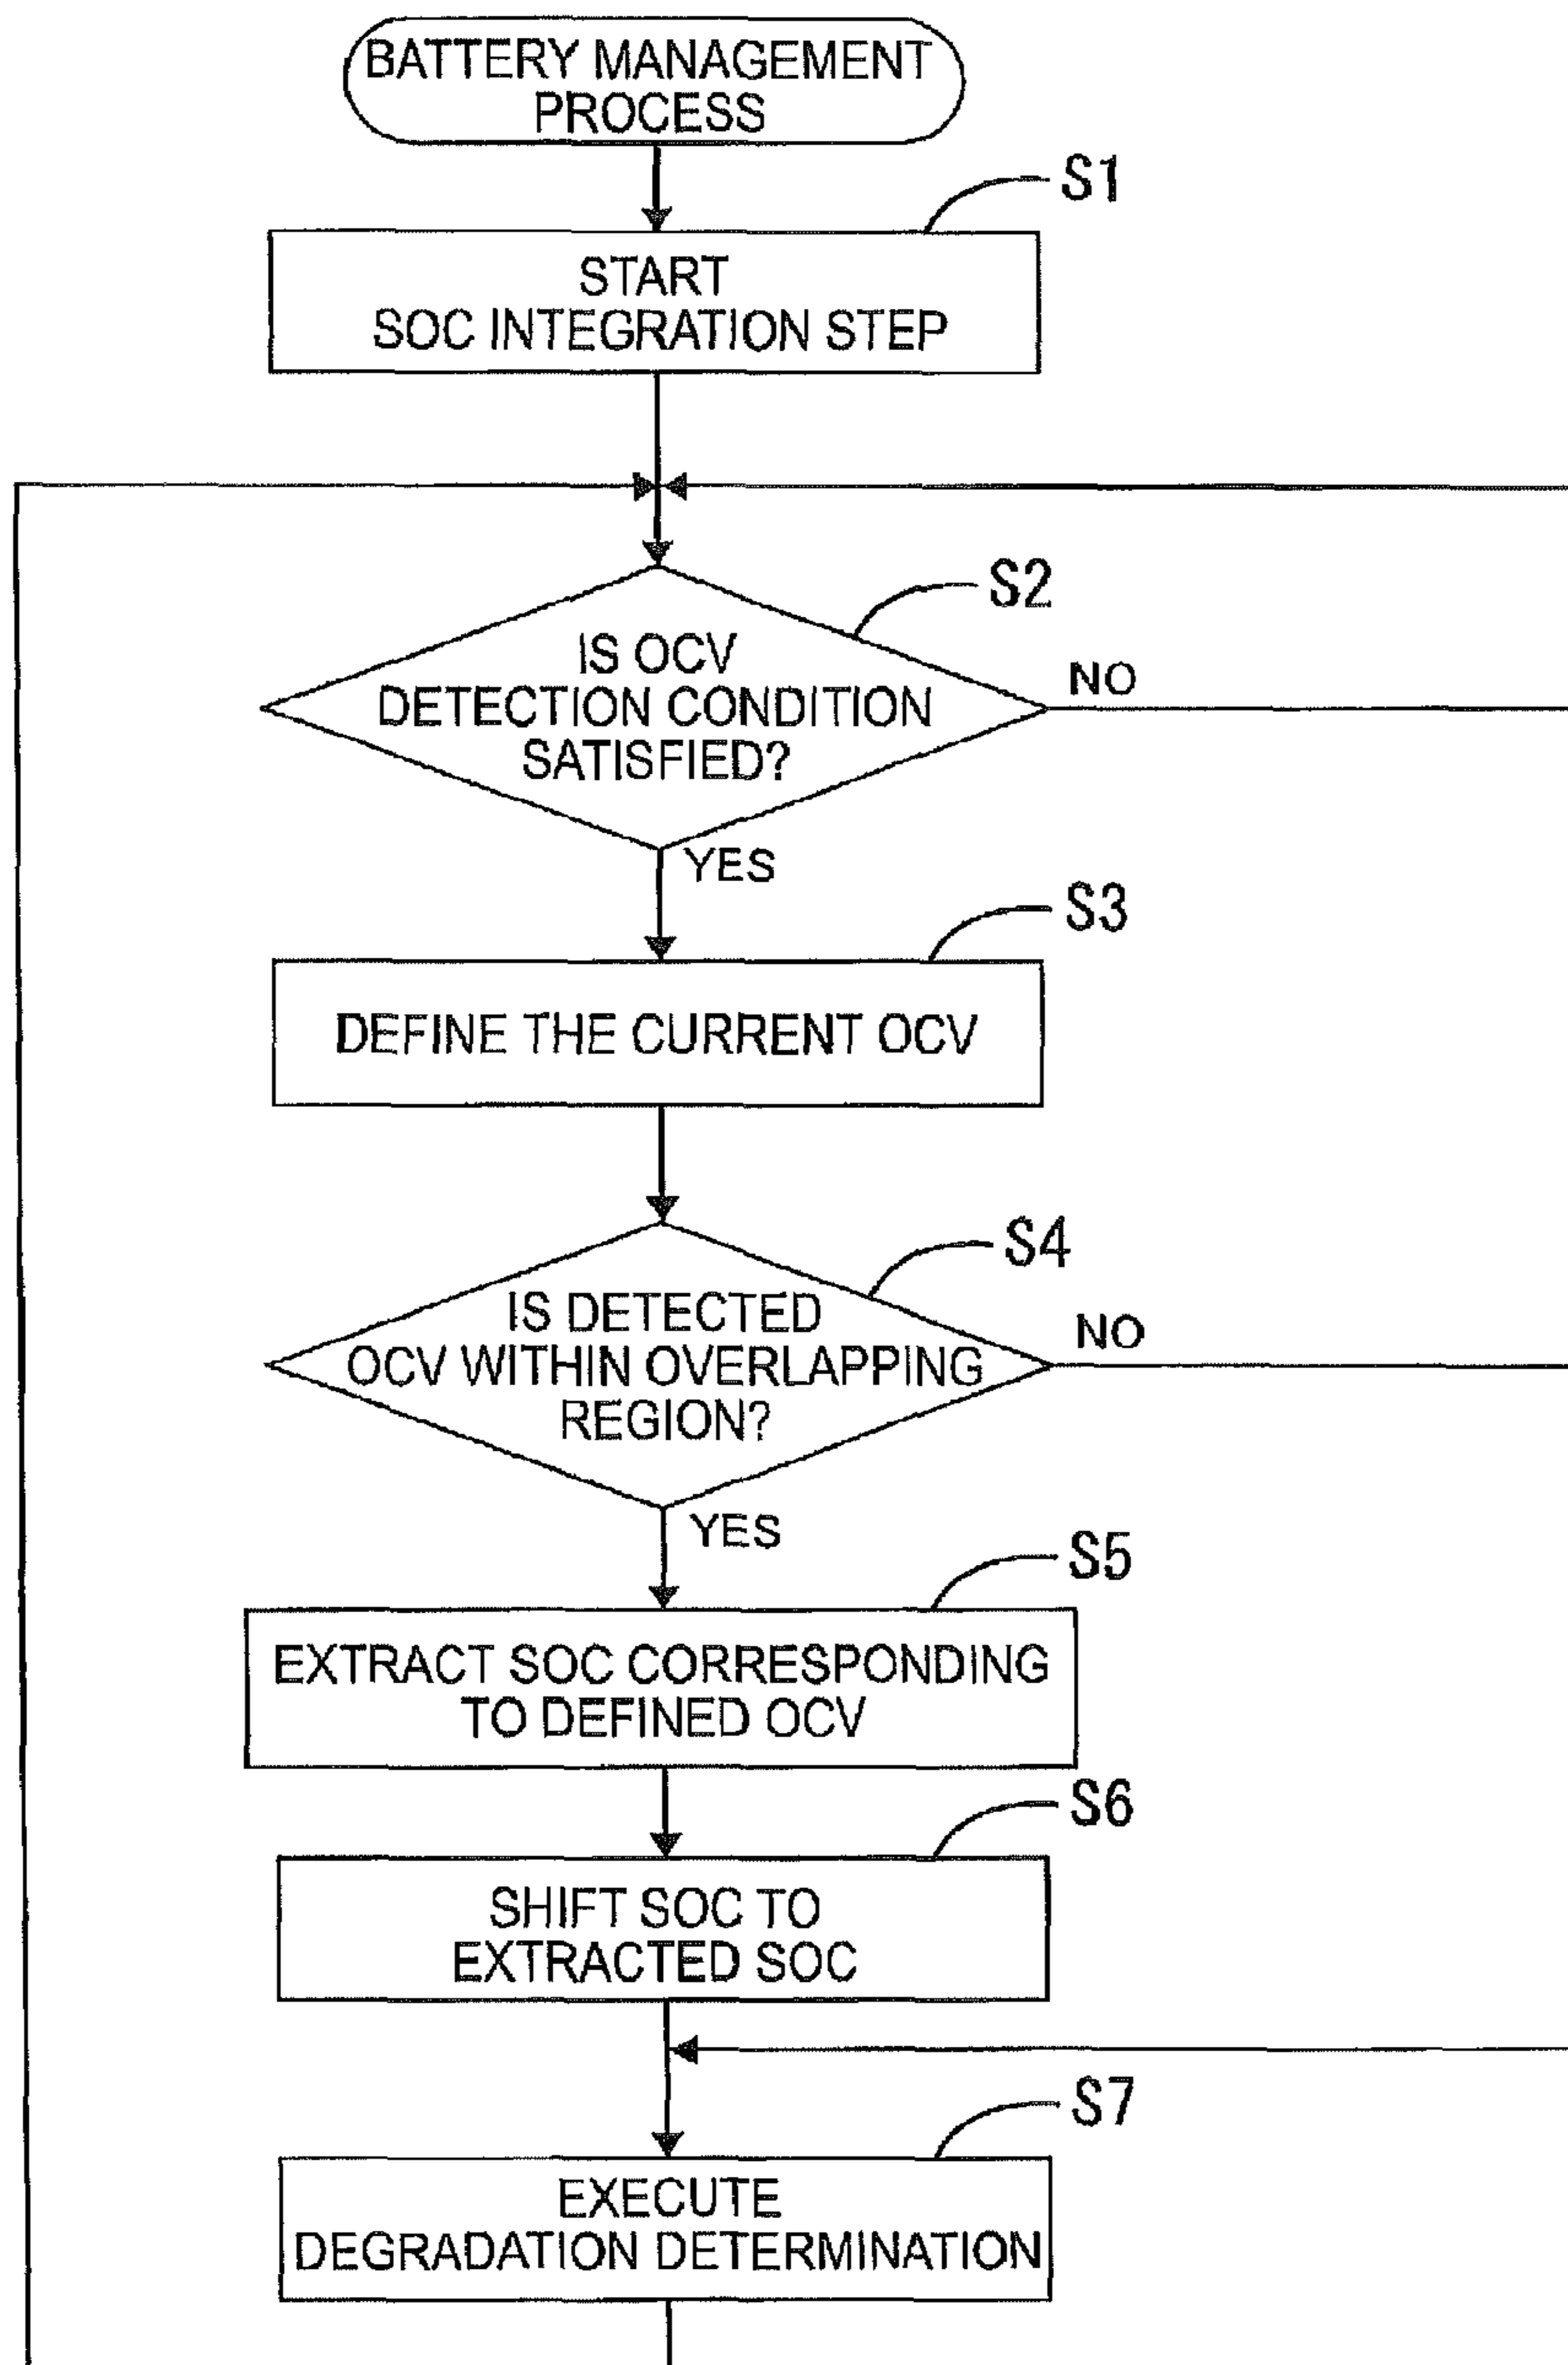 BATTERY MANAGEMENT
PROCESS
S1
START
SOC INTEGRATION STEP
S2
IS OCV
DETECTION CONDITION
SATISFIED?
NO
YES
S3
DEFINE THE CURRENT OCV
S4
IS DETECTED
OCV WITHIN OVERLAPPING
REGION?
NO
YES
S5
EXTRACT SOC CORRESPONDING
TO DEFINED OCV
S6
SHIFT SOC TO
EXTRACTED SOC
S7
EXECUTE
DEGRADATION DETERMINATION